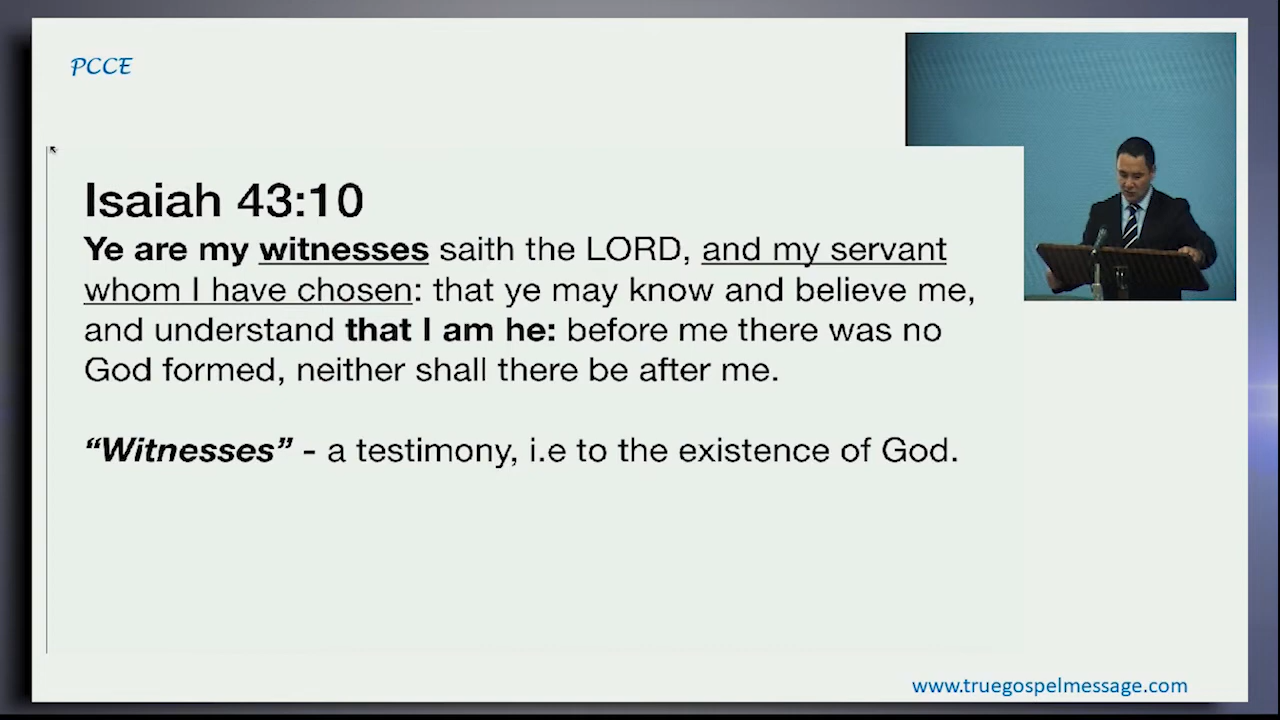 PCCE
Isaiah 43:10
Ye are my witnesses saith the LORD, and my servant
whom I have chosen: that ye may know and believe me,
and understand that I am he: before me there was no
God formed, neither shall there be after me.
“Witnesses” - a testimony, i.e to the existence of God.
www.truegospelmessage.com